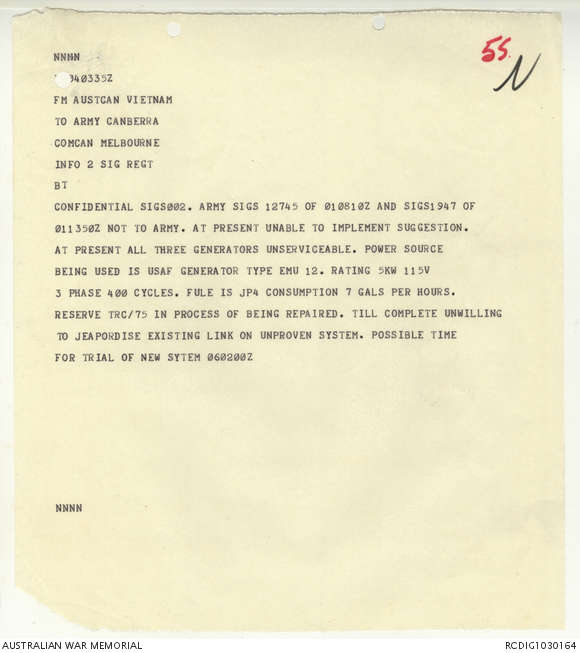 55.
N
NNNN
040335Z
FM AUSTCAN VIETNAM
TO ARMY CANBERRA
COMCAN MELBOURNE
INFO 2 SIG REGT
BT
CONFIDENTIAL SIGS002. ARMY SIGS 12745 OF 010810Z AND SIGS1947 OF
011350Z NOT TO ARMY. AT PRESENT UNABLE TO IMPLEMENT SUGGESTION.
AT PRESENT ALL THREE GENERATORS UNSERVICEABLE. POWER SOURCE
BEING USED IS USAF GENERATOR TYPE EMU 12. RATING 5KW 115V
3 PHASE 400 CYCLES. FULE IS JP4 CONSUMPTION 7 GALS PER HOURS.
RESERVE TRC/75 IN PROCESS OF BEING REPAIRED. TILL COMPLETE UNWILLING
TO JEAPORDISE EXISTING LINK ON UNPROVEN SYSTEM. POSSIBLE TIME
FOR TRIAL OF NEW SYTEM 060200Z
NNNN
AUSTRALIAN WAR MEMORIAL
RCDIG1030164